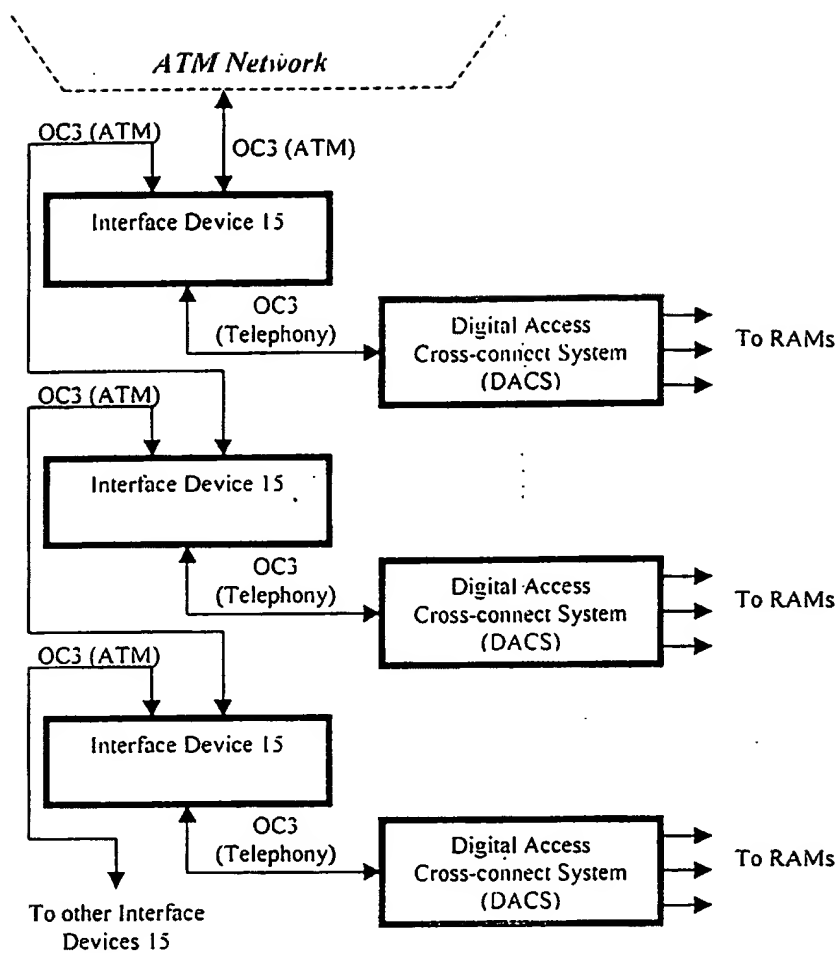 ATM Network
OC3 (ATM)
OC3 (ATM)
Interface Device 15
OC3
(Telephony)
Digital Access
Cross-connect System
(DACS)
To RAMs
OC3 (ATM)
Interface Device 15
OC3
(Telephony)
Digital Access
Cross-connect System
(DACS)
To RAMs
OC3 (ATM)
Interface Device 15
OC3
(Telephony)
Digital Access
Cross-connect System
(DACS)
To RAMs
To other Interface
Devices 15